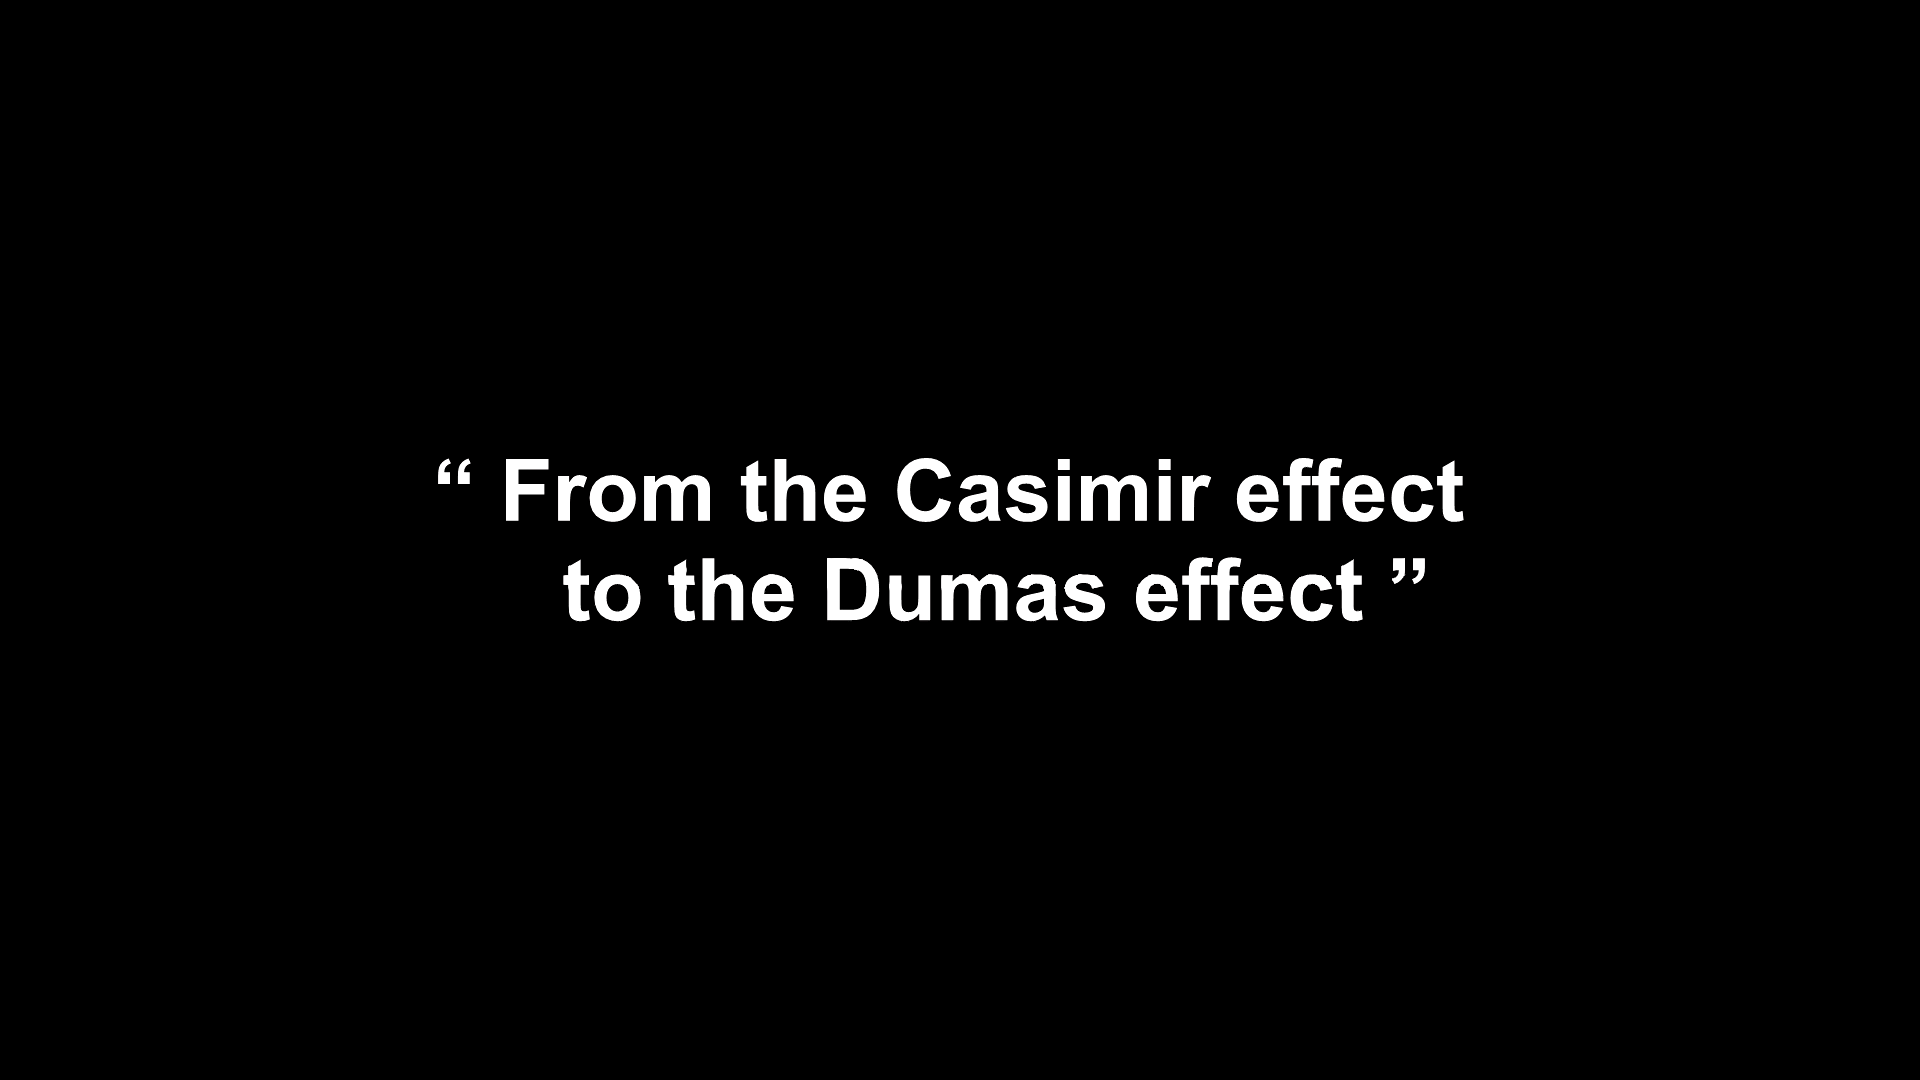 “ From the Casimir effect
to the Dumas effect ”